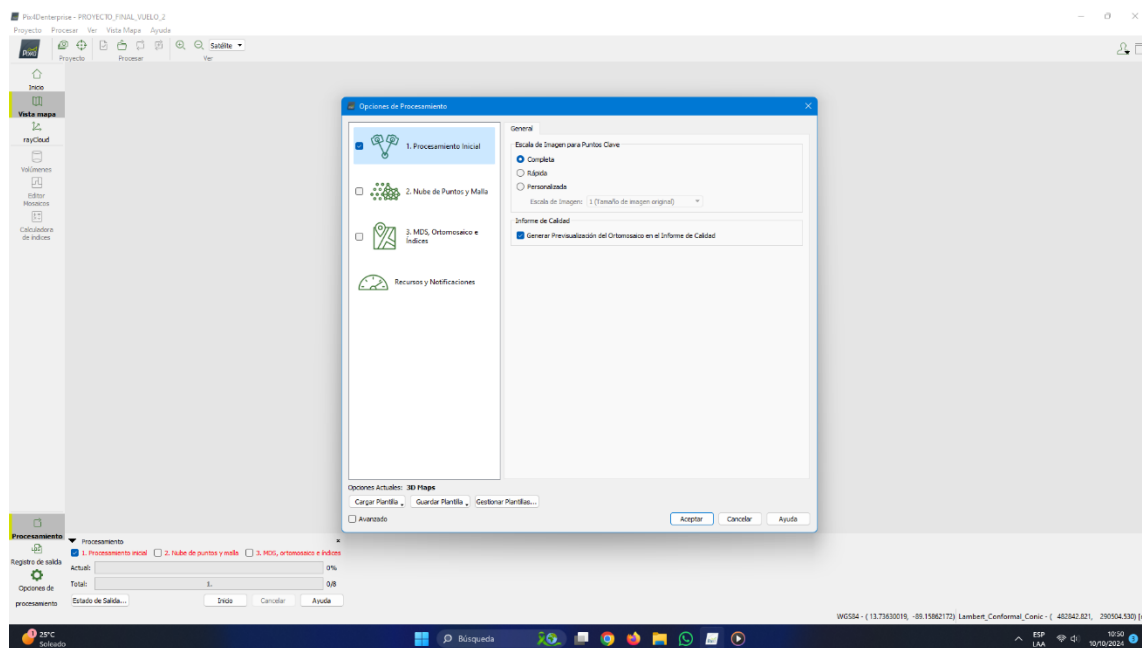 Pix4Denterprise - PROYECTO_FINAL_VUELO_2
Proyecto Procesar Ver Vista Mapa Ayuda
Satélite
Proyecto Procesar Ver
Inicio
Vista mapa
rayCloud
Volúmenes
Editor
Mosaicos
Calculadora
de índices
Opciones de Procesamiento
1. Procesamiento Inicial
2. Nube de Puntos y Malla
3. MDS, Ortomosaico e
Índices
Recursos y Notificaciones
General
Escala de Imagen para Puntos Clave
Completa
Rápida
Personalizada
Escala de Imagen: 1 (Tamaño de imagen original)
Informe de Calidad
Generar Previsualización del Ortomosaico en el Informe de Calidad
Opciones Actuales: 3D Maps
Cargar Plantilla Guardar Plantilla Gestionar Plantillas...
Avanzado
Aceptar Cancelar Ayuda
Procesamiento
Registro de salida
Opciones de
procesamiento
Procesamiento
1. Procesamiento inicial 2. Nube de puntos y malla 3. MDS, ortomosaico e índices
Actual: 0%
Total: 1. 0/8
Estado de Salida... Inicio Cancelar Ayuda
WGS84 - ( 13.73630019, -89.15862172) Lambert_Conformal_Conic - ( 482842.821, 290504.530)
1
25°C
Soleado
Búsqueda
ESP
LAA
10:50
10/10/2024